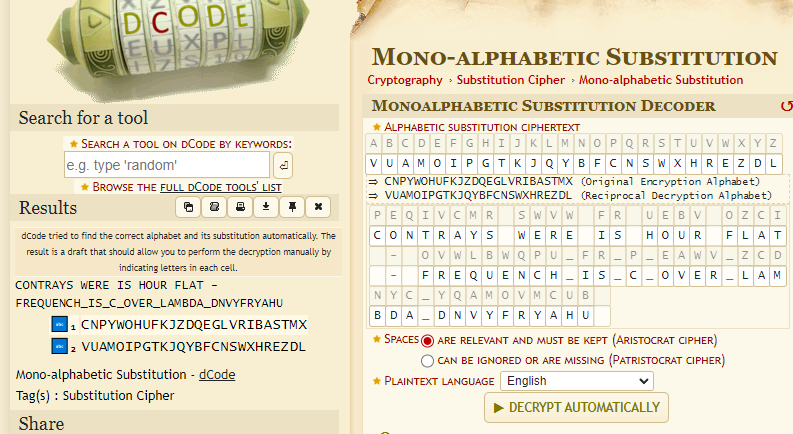 DCODE
EUXPL
MONO-ALPHABETIC SUBSTITUTION
Cryptography › Substitution Cipher › Mono-alphabetic Substitution
Search for a tool
★ SEARCH A TOOL ON DCODE BY KEYWORDS:
e.g. type 'random'
★ BROWSE THE FULL DCODE TOOLS' LIST
Results
dCode tried to find the correct alphabet and its substitution automatically. The
result is a draft that should allow you to perform the decryption manually by
indicating letters in each cell.
CONTRAYS WERE IS HOUR FLAT -
FREQUENCH_IS_C_OVER_LAMBDA_DNVYFRYAHU
1 CNPYWOHUFKJZDQEGLVRIBASTMX
2 VUAMOIPGTKJQYBFCNSWXHREZDL
Mono-alphabetic Substitution - dCode
Tag(s) : Substitution Cipher
Share
MONOALPHABETIC SUBSTITUTION DECODER
★ ALPHABETIC SUBSTITUTION CIPHERTEXT
A B C D E F G H I J K L M N O P Q R S T U V W X Y Z
V U A M O I P G T K J Q Y B F C N S W X H R E Z D L
⇒ CNPYWOHUFKJZDQEGLVRIBASTMX (Original Encryption Alphabet)
⇒ VUAMOIPGTKJQYBFCNSWXHREZDL (Reciprocal Decryption Alphabet)
P E Q I V C M R   S W V W   F R   U E B V   O Z C I
C O N T R A Y S   W E R E   I S   H O U R   F L A T
- O V W L B W Q P U _ F R _ P _ E A W V _ Z C D
- F R E Q U E N C H _ I S _ C _ O V E R _ L A M
N Y C _ Y Q A M O V M C U B
B D A _ D N V Y F R Y A H U
★ SPACES ARE RELEVANT AND MUST BE KEPT (ARISTOCRAT CIPHER)
CAN BE IGNORED OR ARE MISSING (PATRISTOCRAT CIPHER)
★ PLAINTEXT LANGUAGE English
▶ DECRYPT AUTOMATICALLY